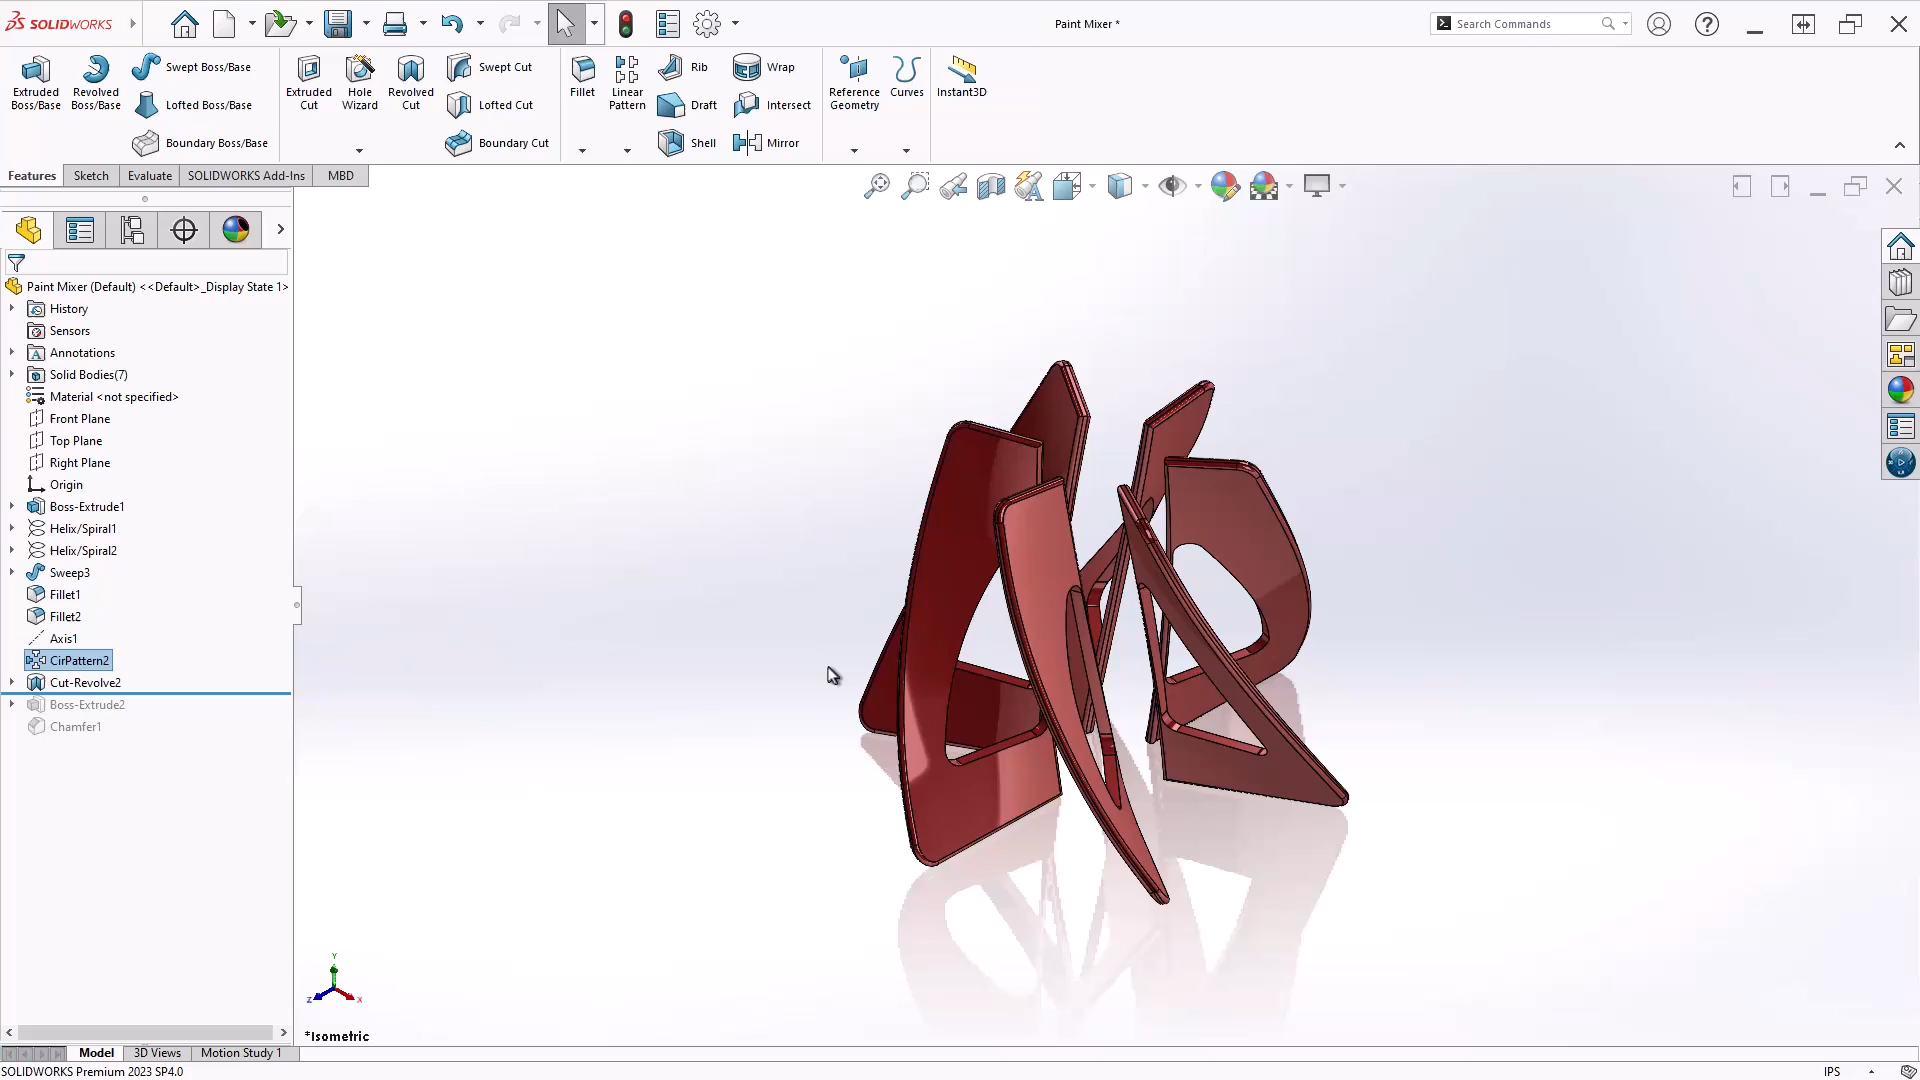 SOLIDWORKS
Paint Mixer *
Search Commands
Extruded Boss/Base
Revolved Boss/Base
Swept Boss/Base
Lofted Boss/Base
Boundary Boss/Base
Extruded Cut
Hole Wizard
Revolved Cut
Swept Cut
Lofted Cut
Boundary Cut
Fillet
Linear Pattern
Rib
Draft
Shell
Wrap
Intersect
Mirror
Reference Geometry
Curves
Instant3D
Features
Sketch
Evaluate
SOLIDWORKS Add-Ins
MBD
Paint Mixer (Default) <<Default>_Display State 1>
History
Sensors
Annotations
Solid Bodies(7)
Material <not specified>
Front Plane
Top Plane
Right Plane
Origin
Boss-Extrude1
Helix/Spiral1
Helix/Spiral2
Sweep3
Fillet1
Fillet2
Axis1
CirPattern2
Cut-Revolve2
Boss-Extrude2
Chamfer1
Y
Z
X
*Isometric
Model
3D Views
Motion Study 1
SOLIDWORKS Premium 2023 SP4.0
IPS